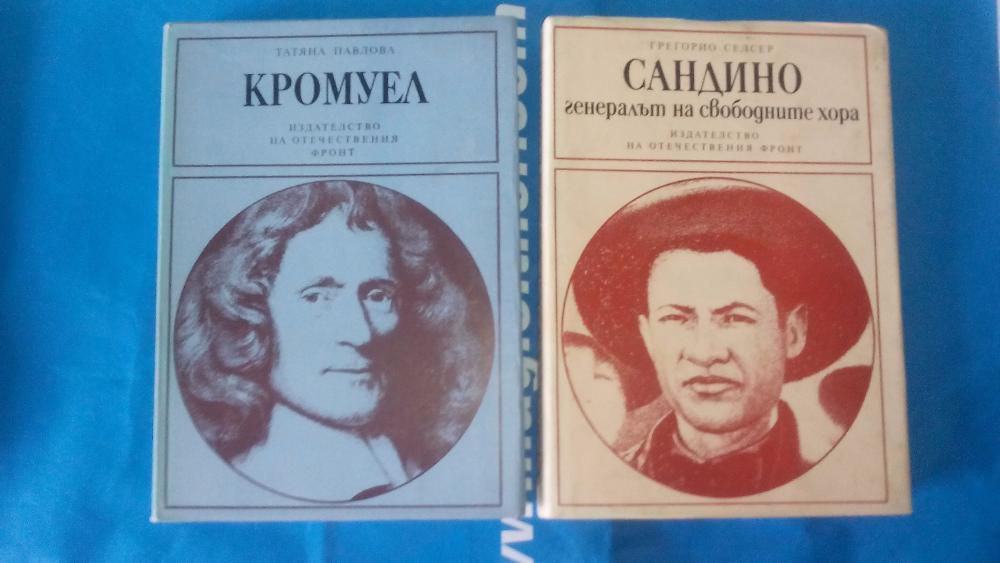 ТАТЯНА ПАВЛОВА
КРОМУЕЛ
ИЗДАТЕЛСТВО
НА ОТЕЧЕСТВЕНИЯ
ФРОНТ
ГРЕГОРИО СЕЛСЕР
САНДИНО
генералът на свободните хора
ИЗДАТЕЛСТВО
НА ОТЕЧЕСТВЕНИЯ ФРОНТ